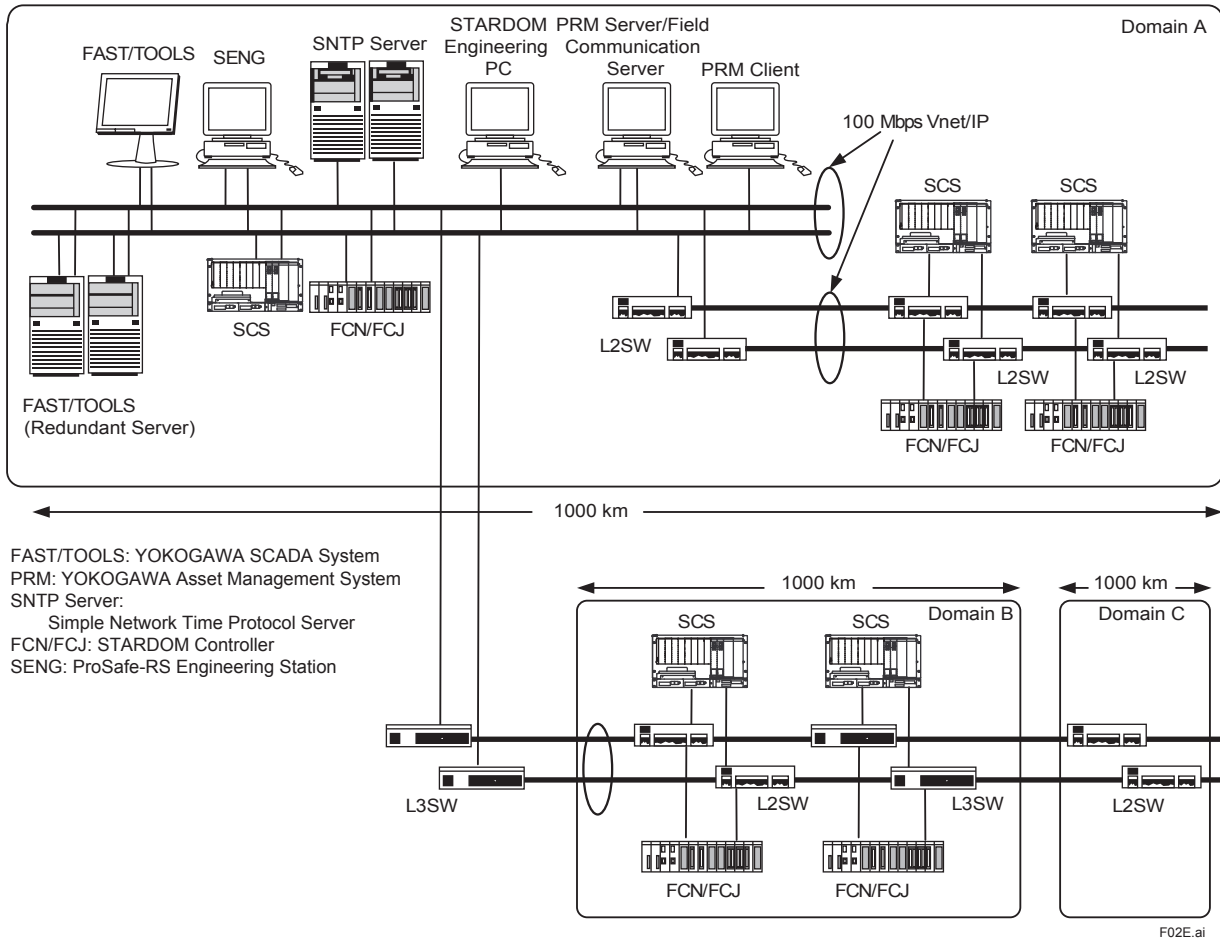 Domain A
FAST/TOOLS
SENG
SNTP Server
STARDOM
Engineering
PC
PRM Server/Field
Communication
Server
PRM Client
100 Mbps Vnet/IP
SCS
SCS
SCS
FCN/FCJ
L2SW
L2SW
L2SW
FAST/TOOLS
(Redundant Server)
FCN/FCJ
FCN/FCJ
1000 km
FAST/TOOLS: YOKOGAWA SCADA System
PRM: YOKOGAWA Asset Management System
SNTP Server:
Simple Network Time Protocol Server
FCN/FCJ: STARDOM Controller
SENG: ProSafe-RS Engineering Station
1000 km
1000 km
Domain B
Domain C
SCS
SCS
L3SW
L2SW
L3SW
L2SW
FCN/FCJ
FCN/FCJ
F02E.ai